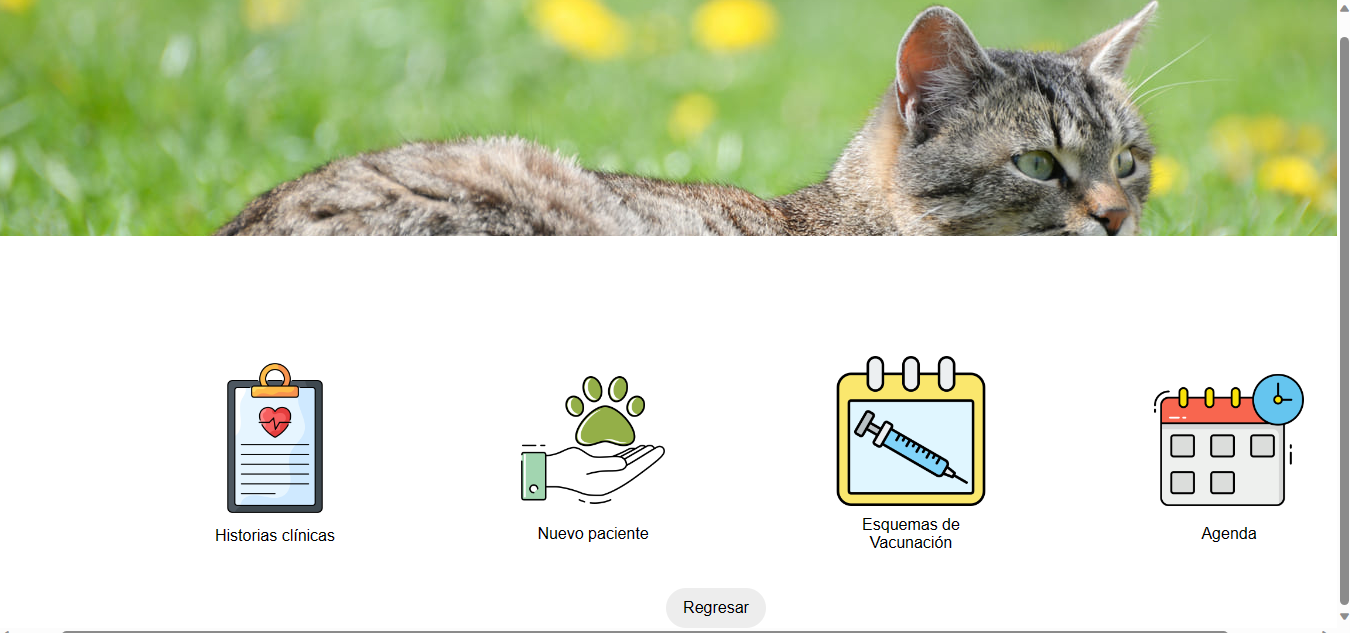 Historias clínicas
Nuevo paciente
Esquemas de
Vacunación
Agenda
Regresar